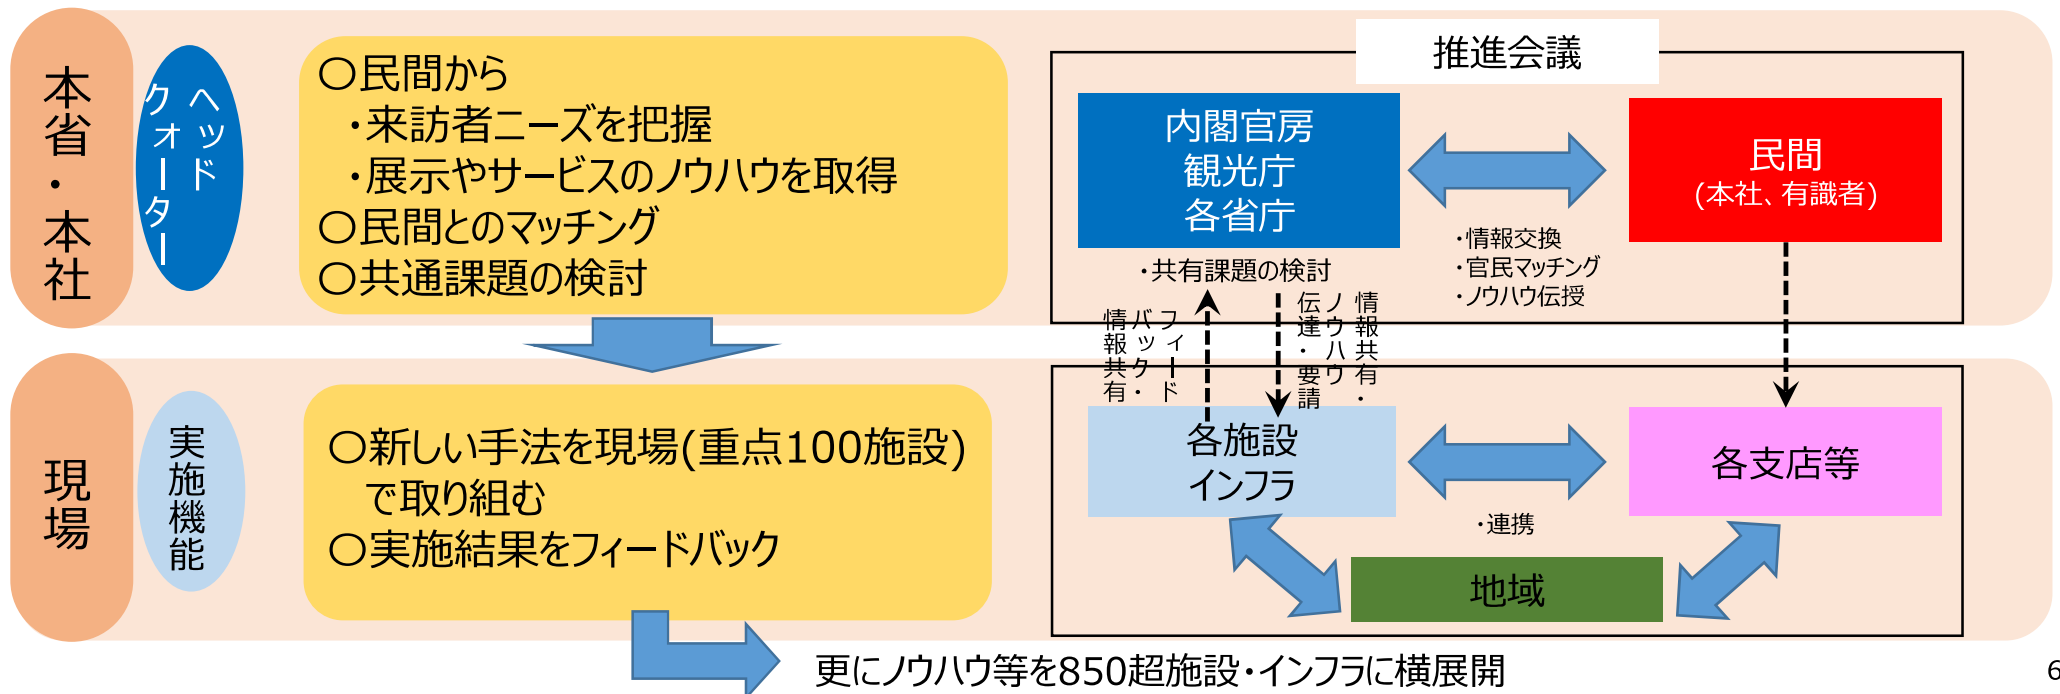 本省・本社
ヘッド
クォーター
〇民間から
・来訪者ニーズを把握
・展示やサービスのノウハウを取得
〇民間とのマッチング
〇共通課題の検討
推進会議
内閣官房
観光庁
各省庁
民間
(本社、有識者)
・情報交換
・官民マッチング
・ノウハウ伝授
・共有課題の検討
フィード
バック・
情報共有
情報共有・
ノウハウ
伝達・要請
現場
実施機能
〇新しい手法を現場(重点100施設)
で取り組む
〇実施結果をフィードバック
各施設
インフラ
各支店等
・連携
地域
更にノウハウ等を850超施設・インフラに横展開
6